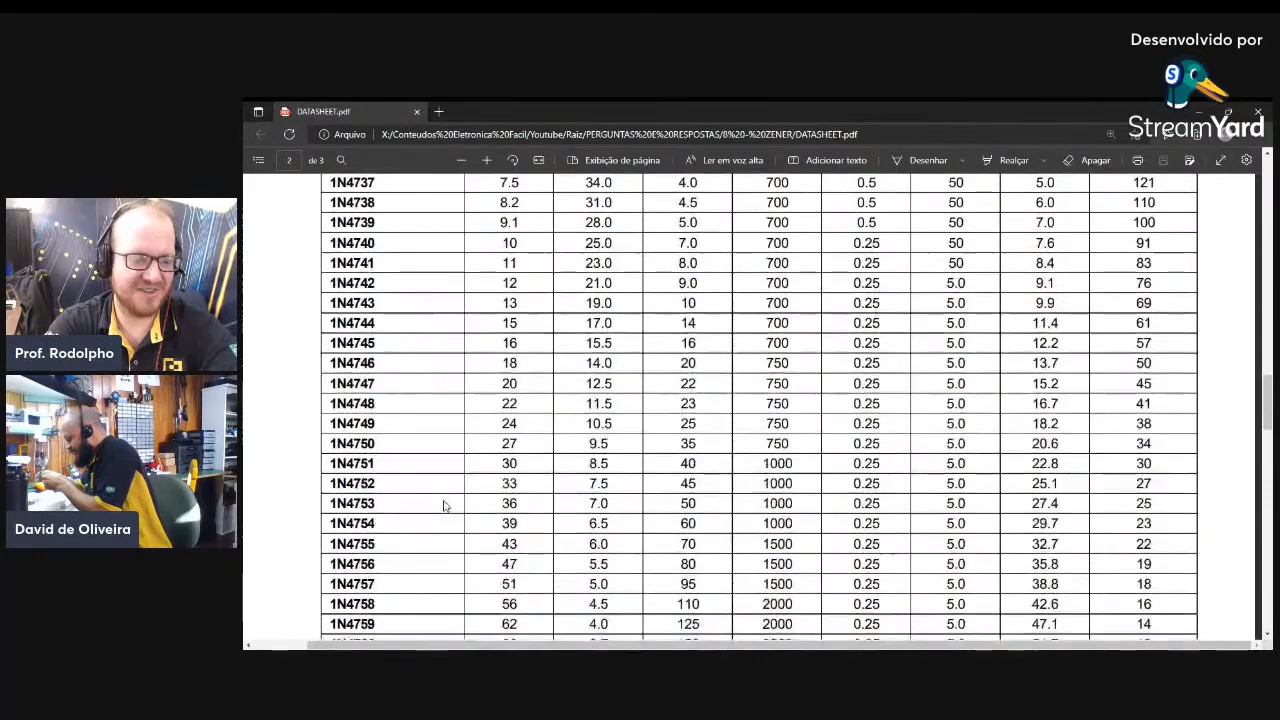 Desenvolvido por
StreamYard
DATASHEET.pdf
Arquivo X:/Conteudos%20Eletronica%20Facil/Youtube/Raiz/PERGUNTAS%20E%20RESPOSTAS/8%20-%20ZENER/DATASHEET.pdf
2 de 3 Exibição de página Ler em voz alta Adicionar texto Desenhar Realçar Apagar
1N4737 7.5 34.0 4.0 700 0.5 50 5.0 121
1N4738 8.2 31.0 4.5 700 0.5 50 6.0 110
1N4739 9.1 28.0 5.0 700 0.5 50 7.0 100
1N4740 10 25.0 7.0 700 0.25 50 7.6 91
1N4741 11 23.0 8.0 700 0.25 50 8.4 83
1N4742 12 21.0 9.0 700 0.25 5.0 9.1 76
1N4743 13 19.0 10 700 0.25 5.0 9.9 69
1N4744 15 17.0 14 700 0.25 5.0 11.4 61
1N4745 16 15.5 16 700 0.25 5.0 12.2 57
1N4746 18 14.0 20 750 0.25 5.0 13.7 50
1N4747 20 12.5 22 750 0.25 5.0 15.2 45
1N4748 22 11.5 23 750 0.25 5.0 16.7 41
1N4749 24 10.5 25 750 0.25 5.0 18.2 38
1N4750 27 9.5 35 750 0.25 5.0 20.6 34
1N4751 30 8.5 40 1000 0.25 5.0 22.8 30
1N4752 33 7.5 45 1000 0.25 5.0 25.1 27
1N4753 36 7.0 50 1000 0.25 5.0 27.4 25
1N4754 39 6.5 60 1000 0.25 5.0 29.7 23
1N4755 43 6.0 70 1500 0.25 5.0 32.7 22
1N4756 47 5.5 80 1500 0.25 5.0 35.8 19
1N4757 51 5.0 95 1500 0.25 5.0 38.8 18
1N4758 56 4.5 110 2000 0.25 5.0 42.6 16
1N4759 62 4.0 125 2000 0.25 5.0 47.1 14
Prof. Rodolpho
David de Oliveira